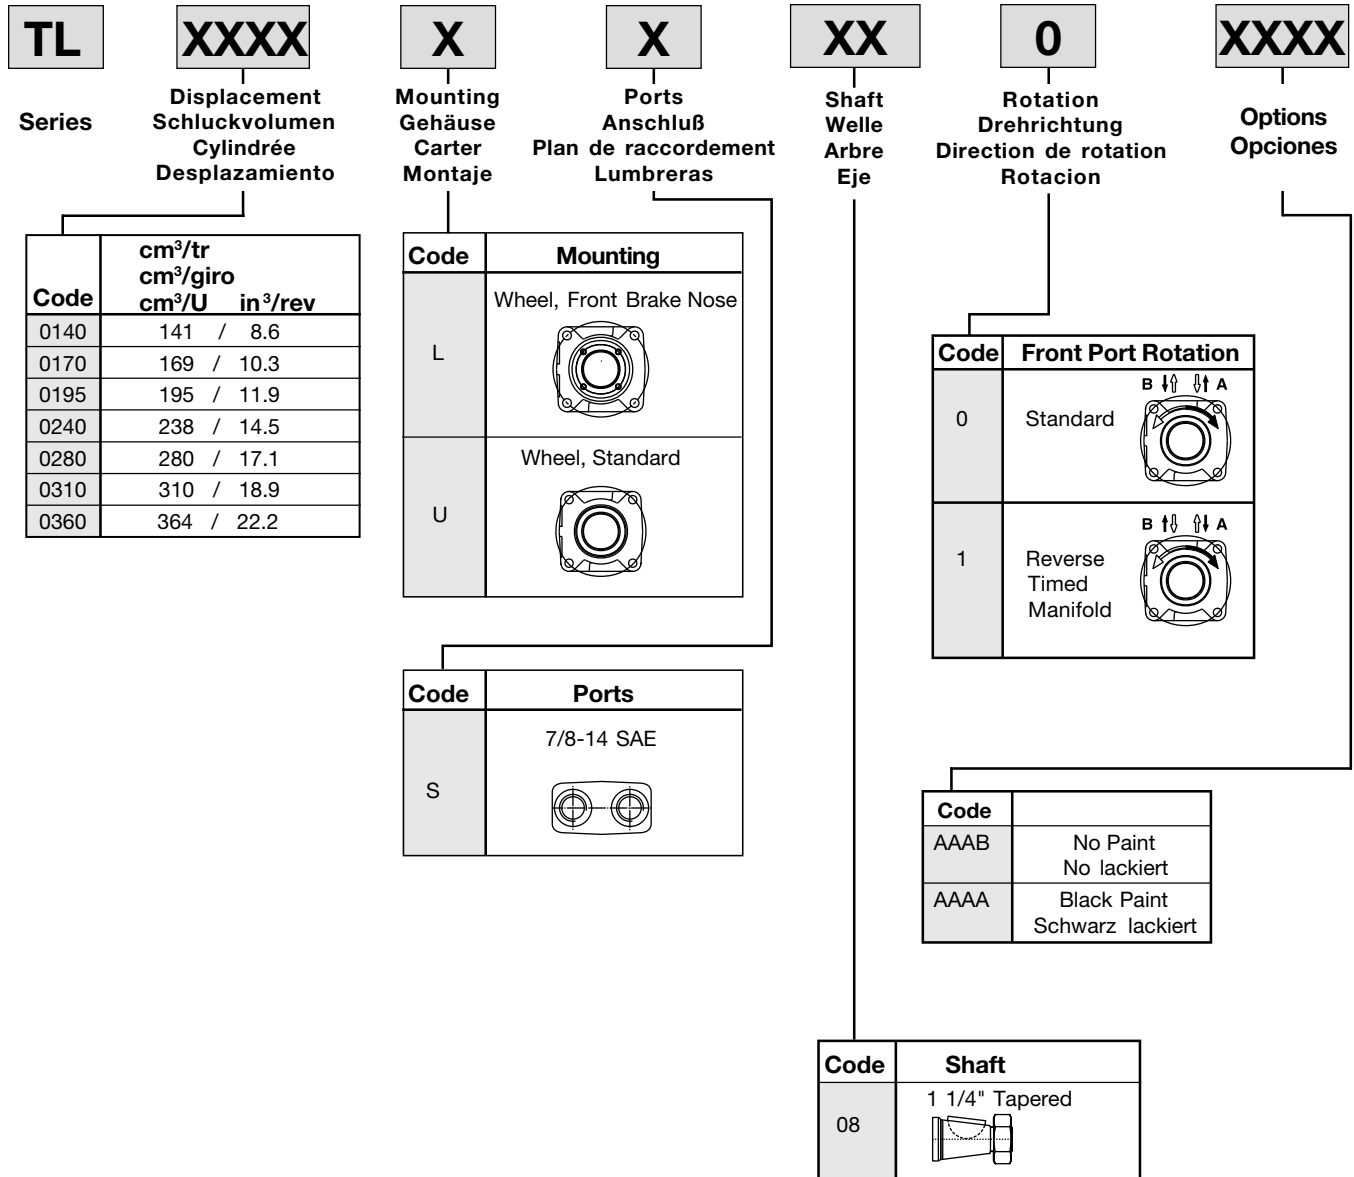 TL XXXX X X XX 0 XXXX
Series
Displacement
Schluckvolumen
Cylindrée
Desplazamiento
Mounting
Gehäuse
Carter
Montaje
Ports
Anschluß
Plan de raccordement
Lumbreras
Shaft
Welle
Arbre
Eje
Rotation
Drehrichtung
Direction de rotation
Rotacion
Options
Opciones
cm³/tr
cm³/giro
Code cm³/U in³/rev
0140 141 / 8.6
0170 169 / 10.3
0195 195 / 11.9
0240 238 / 14.5
0280 280 / 17.1
0310 310 / 18.9
0360 364 / 22.2
Code Mounting
Wheel, Front Brake Nose
L
Wheel, Standard
U
Code Ports
7/8-14 SAE
S
Code Front Port Rotation
B A
0 Standard
B A
1 Reverse
Timed
Manifold
Code
AAAB No Paint
No lackiert
AAAA Black Paint
Schwarz lackiert
Code Shaft
1 1/4" Tapered
08